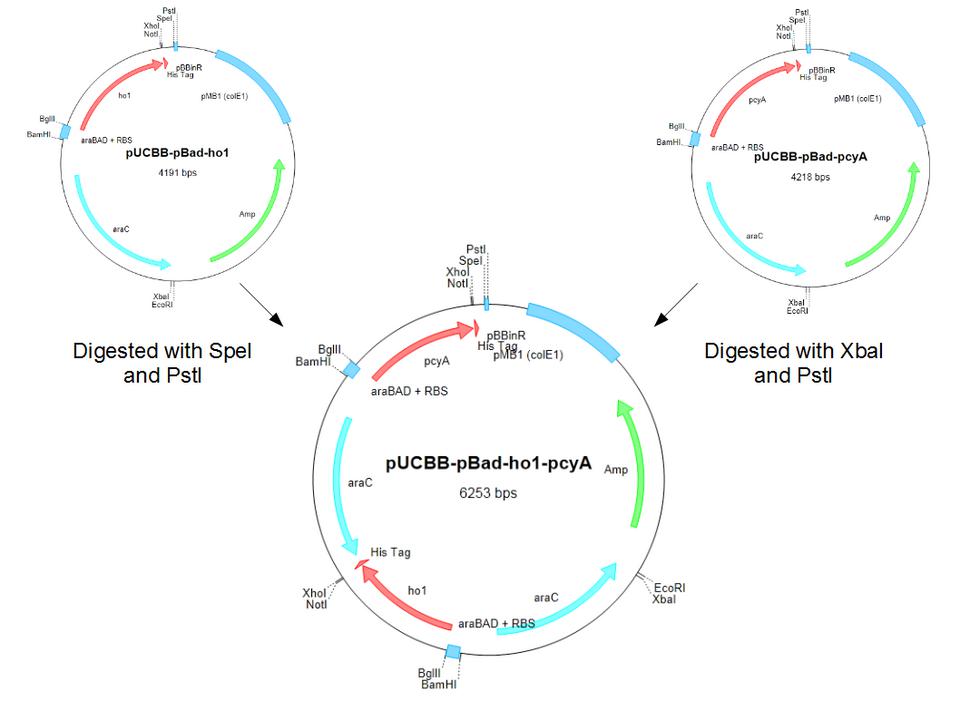 PstI
SpeI
XhoI
NotI
pBBinR
His Tag
ho1
pMB1 (colE1)
BglII
BamHI
araBAD + RBS
pUCBB-pBad-ho1
4191 bps
Amp
araC
XbaI
EcoRI
PstI
SpeI
XhoI
NotI
pBBinR
His Tag
pcyA
pMB1 (colE1)
BglII
BamHI
araBAD + RBS
pUCBB-pBad-pcyA
4218 bps
Amp
araC
XbaI
EcoRI
Digested with SpeI
and PstI
Digested with XbaI
and PstI
PstI
SpeI
XhoI
NotI
pBBinR
His Tag
pMB1 (colE1)
pcyA
BglII
BamHI
araBAD + RBS
pUCBB-pBad-ho1-pcyA
6253 bps
Amp
araC
His Tag
XhoI
NotI
ho1
araC
EcoRI
XbaI
araBAD + RBS
BglII
BamHI